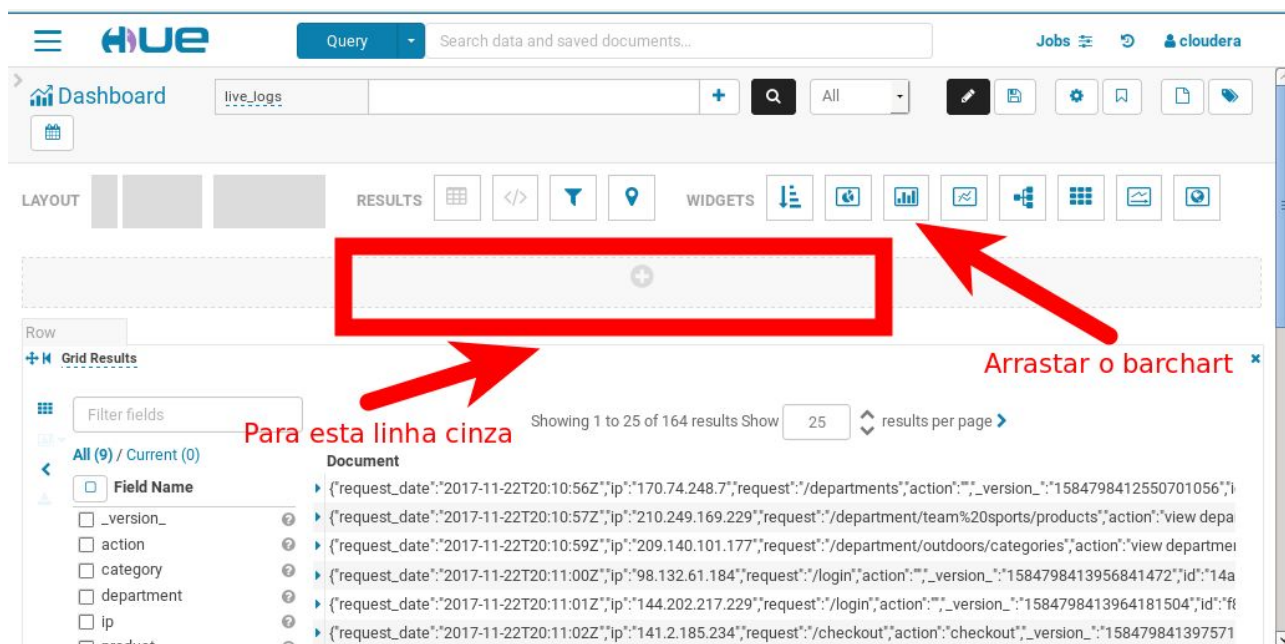 HUE Query Search data and saved documents... Jobs cloudera
Dashboard live_logs All
LAYOUT RESULTS WIDGETS
Row
Grid Results
Arrastar o barchart
Filter fields
Showing 1 to 25 of 164 results Show 25 results per page
Para esta linha cinza
All (9) / Current (0)
Document
Field Name
{"request_date":"2017-11-22T20:10:56Z","ip":"170.74.248.7","request":"/departments","action":"","_version_":"1584798412550701056","i
_version_
{"request_date":"2017-11-22T20:10:57Z","ip":"210.249.169.229","request":"/department/team%20sports/products","action":"view depa
action
{"request_date":"2017-11-22T20:10:59Z","ip":"209.140.101.177","request":"/department/outdoors/categories","action":"view departmer
category
{"request_date":"2017-11-22T20:11:00Z","ip":"98.132.61.184","request":"/login","action":"","_version_":"1584798413956841472","id":"14a
department
{"request_date":"2017-11-22T20:11:01Z","ip":"144.202.217.229","request":"/login","action":"","_version_":"1584798413964181504","id":"f8
ip
{"request_date":"2017-11-22T20:11:02Z","ip":"141.2.185.234","request":"/checkout","action":"checkout","_version_":"158479841397571